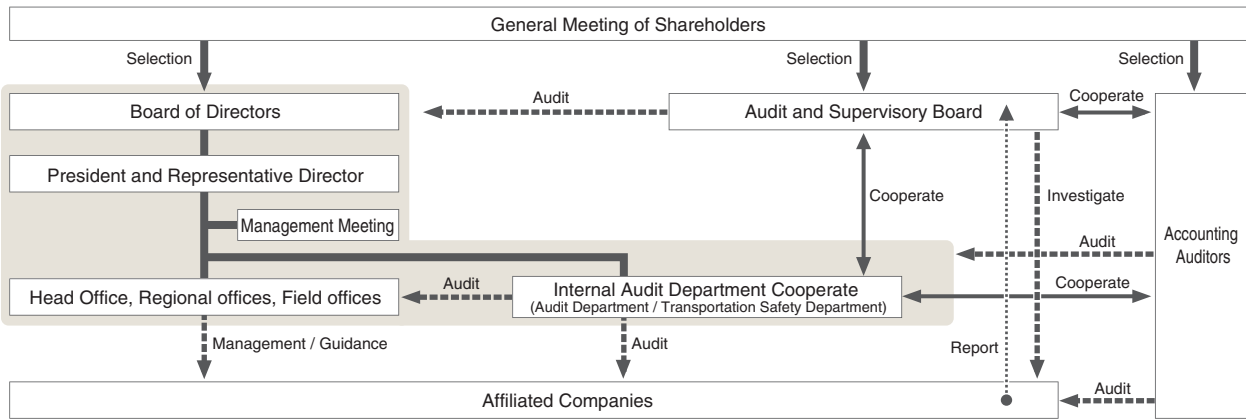 General Meeting of Shareholders
Selection
Selection
Selection
Board of Directors
Audit
Audit and Supervisory Board
Cooperate
President and Representative Director
Cooperate
Investigate
Management Meeting
Accounting
Auditors
Audit
Head Office, Regional offices, Field offices
Audit
Internal Audit Department Cooperate
(Audit Department / Transportation Safety Department)
Cooperate
Management / Guidance
Audit
Report
Affiliated Companies
Audit